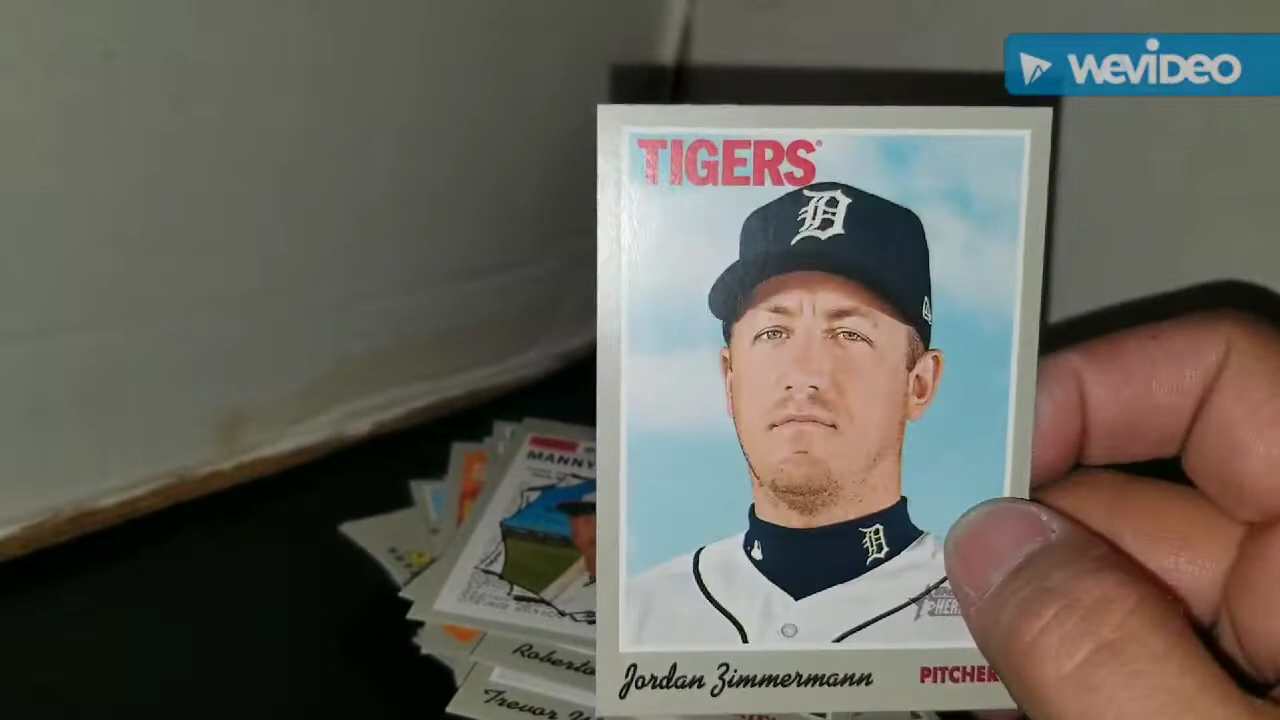 WEVIDEO
TIGERS
D
D
MANNY
Roberto
Trevor
Jordan Zimmermann
PITCHER